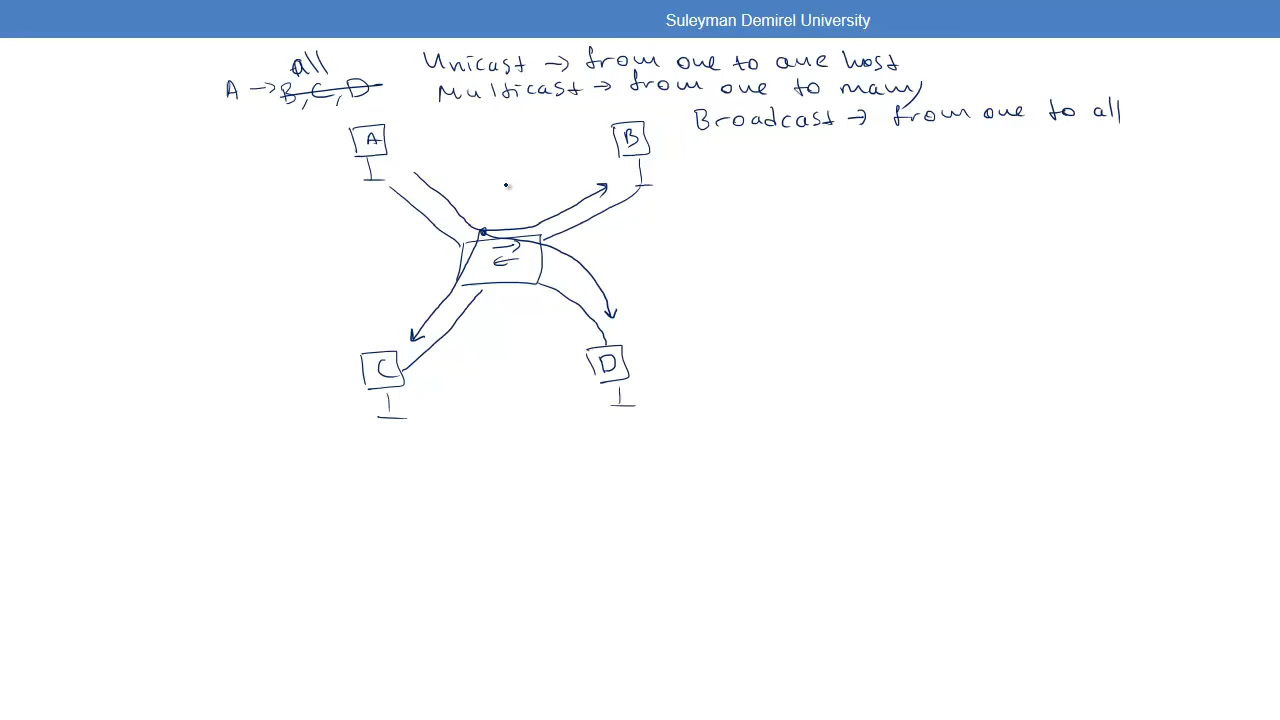 Suleyman Demirel University
all
A → B, C, D
Unicast → from one to one host
Multicast → from one to many
Broadcast → from one to all
A
B
C
D